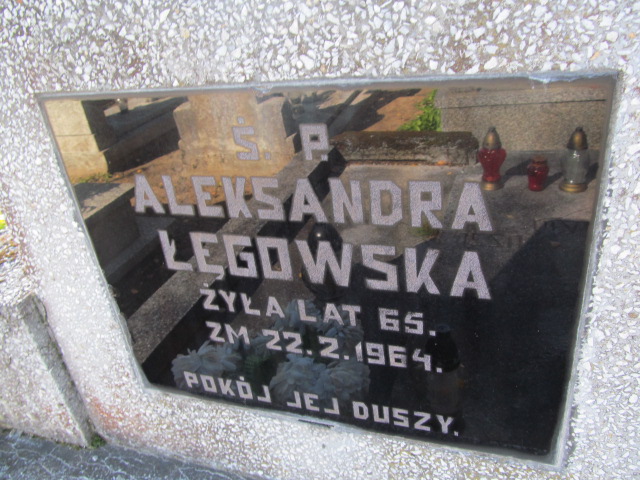 Ś. P.
ALEKSANDRA
ŁĘGOWSKA
ŻYŁA LAT 65.
ZM 22.2.1964.
POKÓJ JEJ DUSZY.